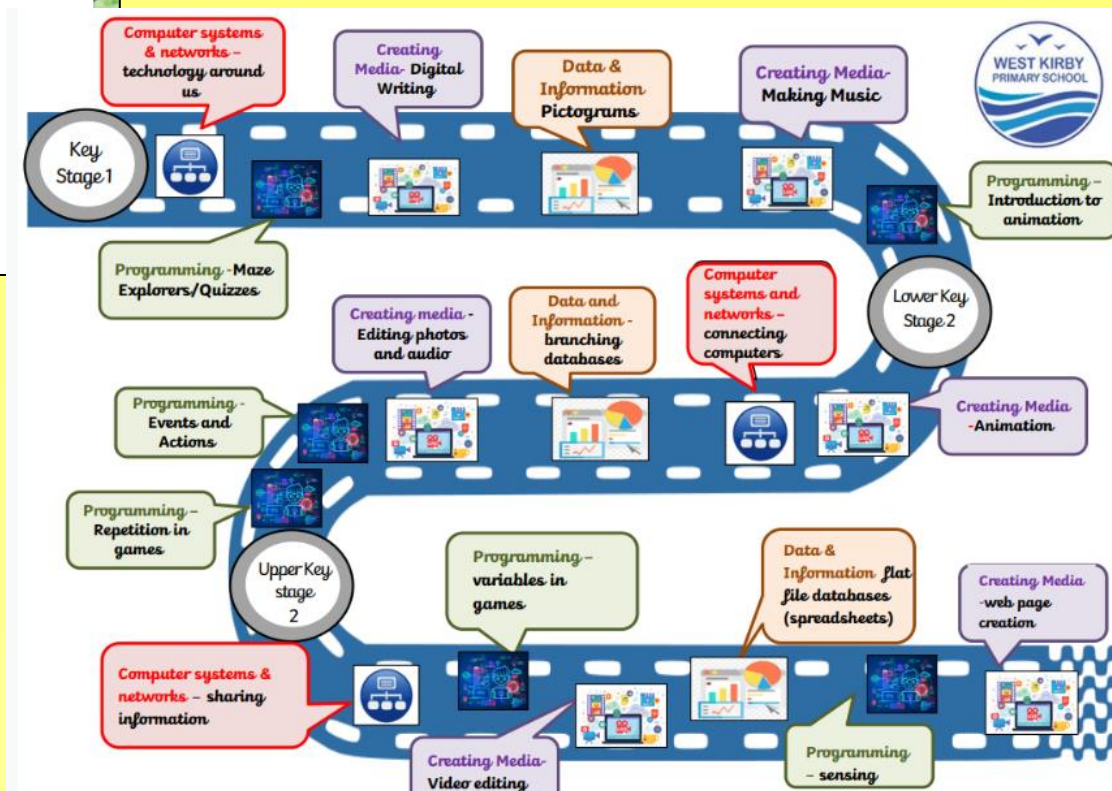 WEST KIRBY
PRIMARY SCHOOL
Key
Stage 1
Computer systems
& networks –
technology around
us
Programming -Maze
Explorers/Quizzes
Creating
Media- Digital
Writing
Data &
Information
Pictograms
Creating Media-
Making Music
Programming –
Introduction to
animation
Lower Key
Stage 2
Creating Media
-Animation
Computer
systems and
networks –
connecting
computers
Data and
Information -
branching
databases
Creating media -
Editing photos
and audio
Programming -
Events and
Actions
Programming –
Repetition in
games
Upper Key
stage
2
Computer systems &
networks – sharing
information
Programming –
variables in
games
Creating Media-
Video editing
Data &
Information flat
file databases
(spreadsheets)
Programming
– sensing
Creating Media
-web page
creation